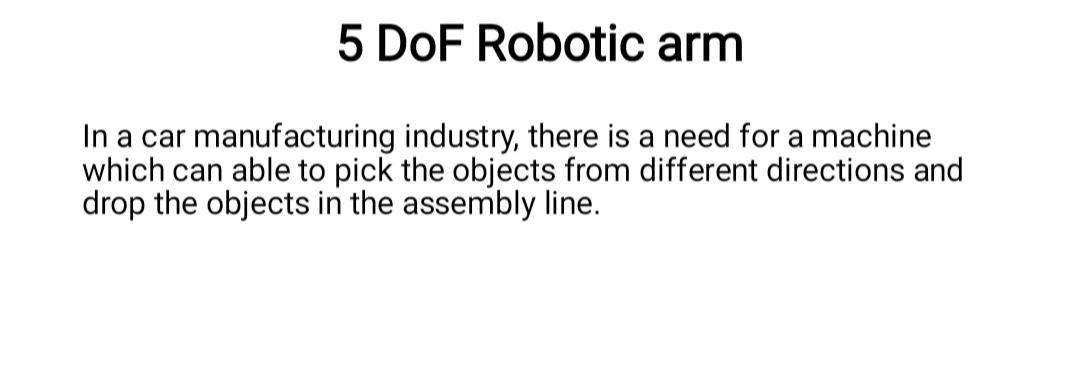 5 DoF Robotic arm
In a car manufacturing industry, there is a need for a machine
which can able to pick the objects from different directions and
drop the objects in the assembly line.